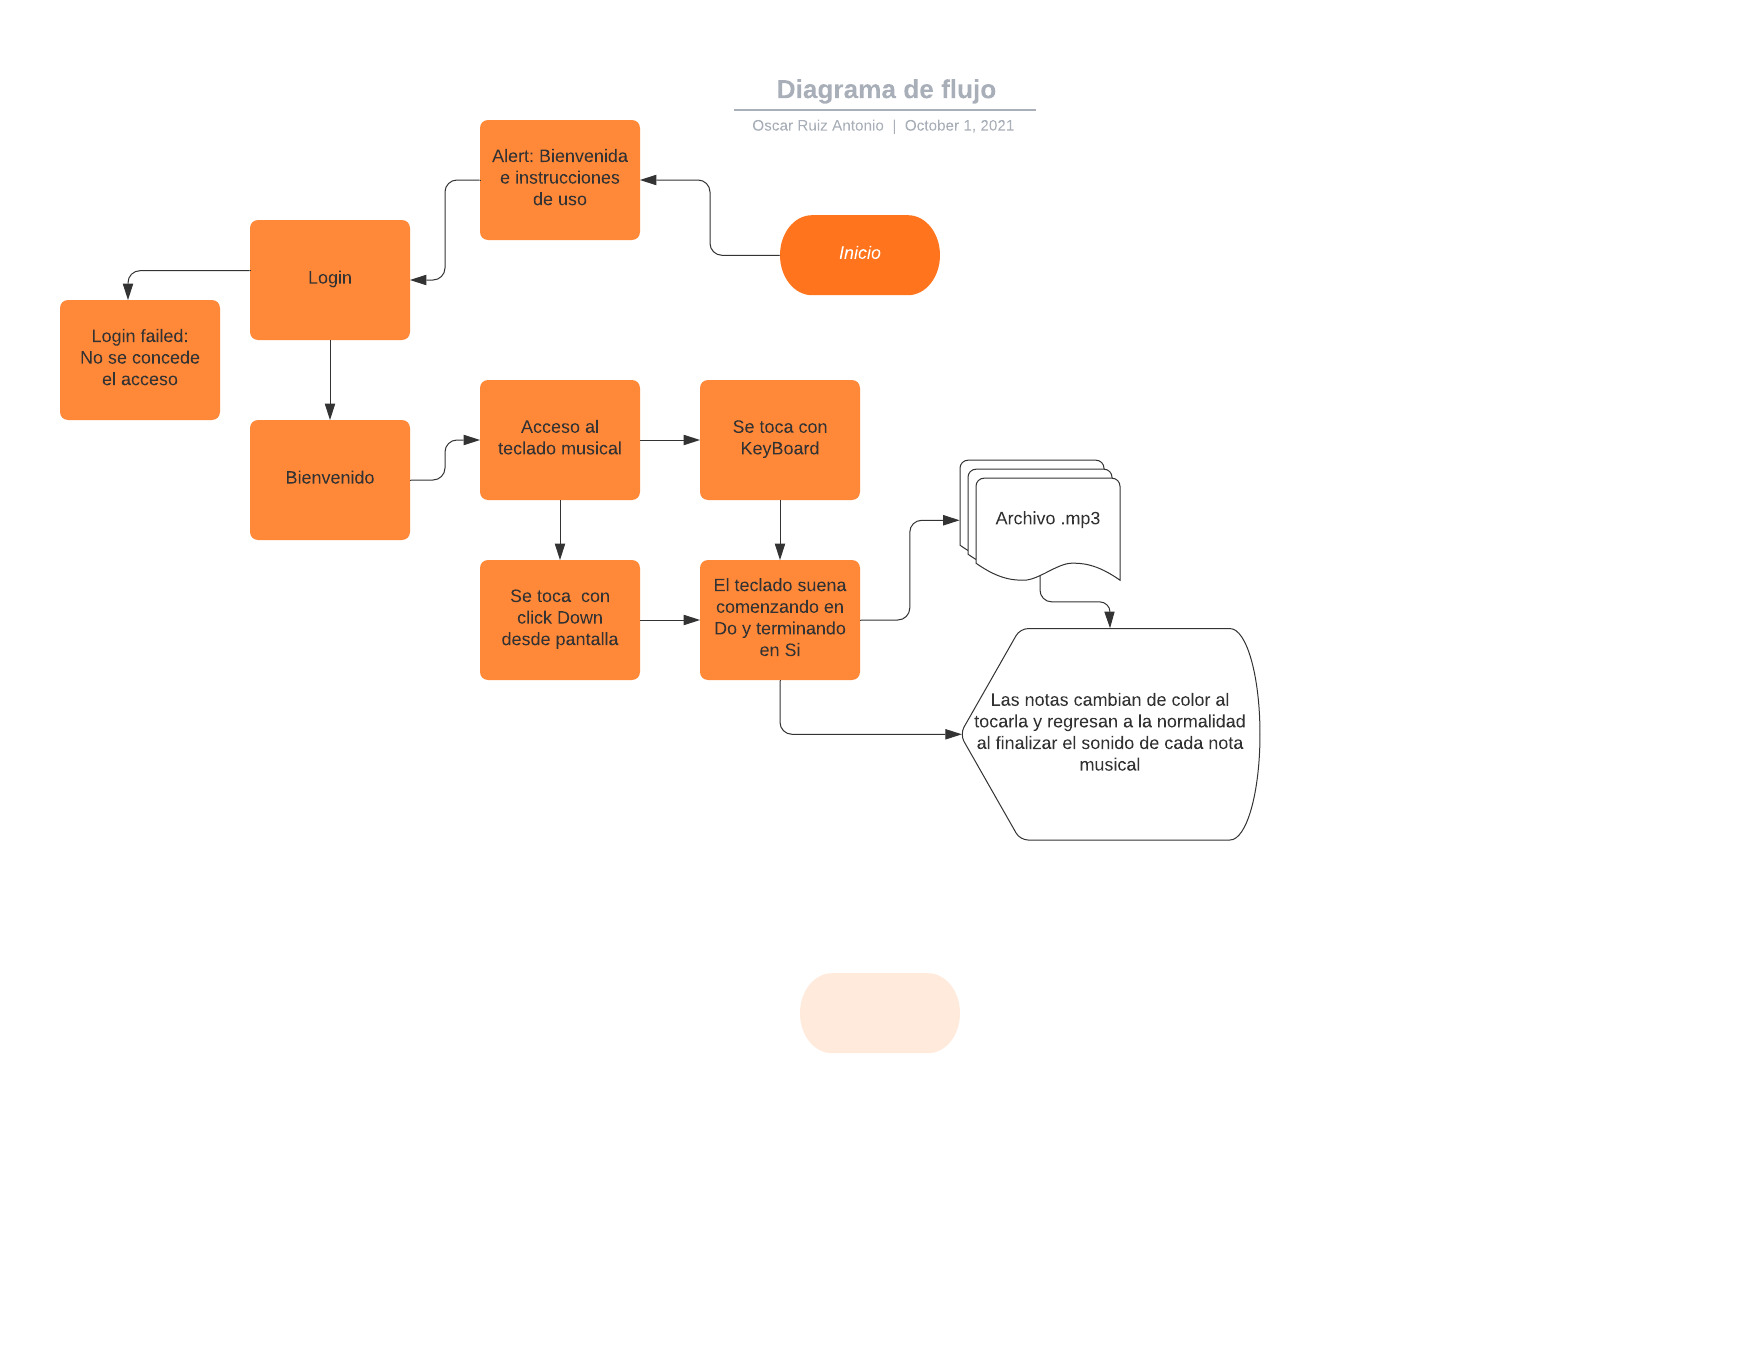 Diagrama de flujo
Oscar Ruiz Antonio | October 1, 2021
Inicio
Alert: Bienvenida
e instrucciones
de uso
Login
Login failed:
No se concede
el acceso
Bienvenido
Acceso al
teclado musical
Se toca con
KeyBoard
Se toca  con
click Down
desde pantalla
El teclado suena
comenzando en
Do y terminando
en Si
Archivo .mp3
Las notas cambian de color al
tocarla y regresan a la normalidad
al finalizar el sonido de cada nota
musical